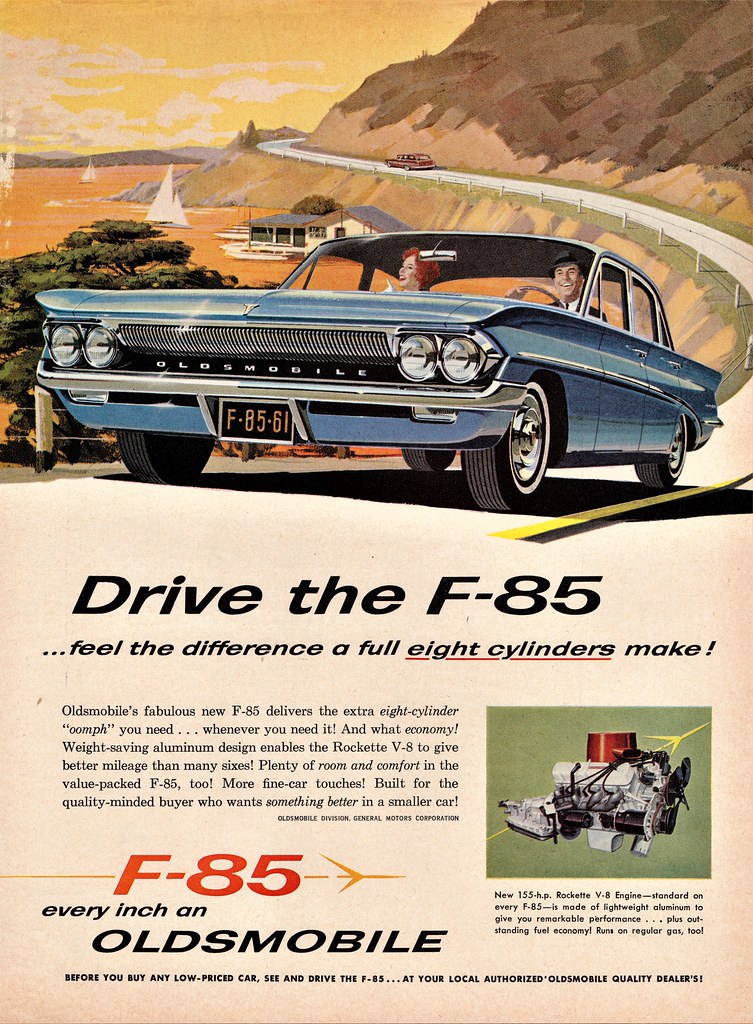 OLDSMOBILE
F-85-61
Drive the F-85
...feel the difference a full eight cylinders make!
Oldsmobile's fabulous new F-85 delivers the extra eight-cylinder
“oomph” you need . . . whenever you need it! And what economy!
Weight-saving aluminum design enables the Rockette V-8 to give
better mileage than many sixes! Plenty of room and comfort in the
value-packed F-85, too! More fine-car touches! Built for the
quality-minded buyer who wants something better in a smaller car!
OLDSMOBILE DIVISION, GENERAL MOTORS CORPORATION
New 155-h.p. Rockette V-8 Engine—standard on
every F-85—is made of lightweight aluminum to
give you remarkable performance . . . plus out-
standing fuel economy! Runs on regular gas, too!
F-85
every inch an
OLDSMOBILE
BEFORE YOU BUY ANY LOW-PRICED CAR, SEE AND DRIVE THE F-85...AT YOUR LOCAL AUTHORIZED OLDSMOBILE QUALITY DEALER'S!